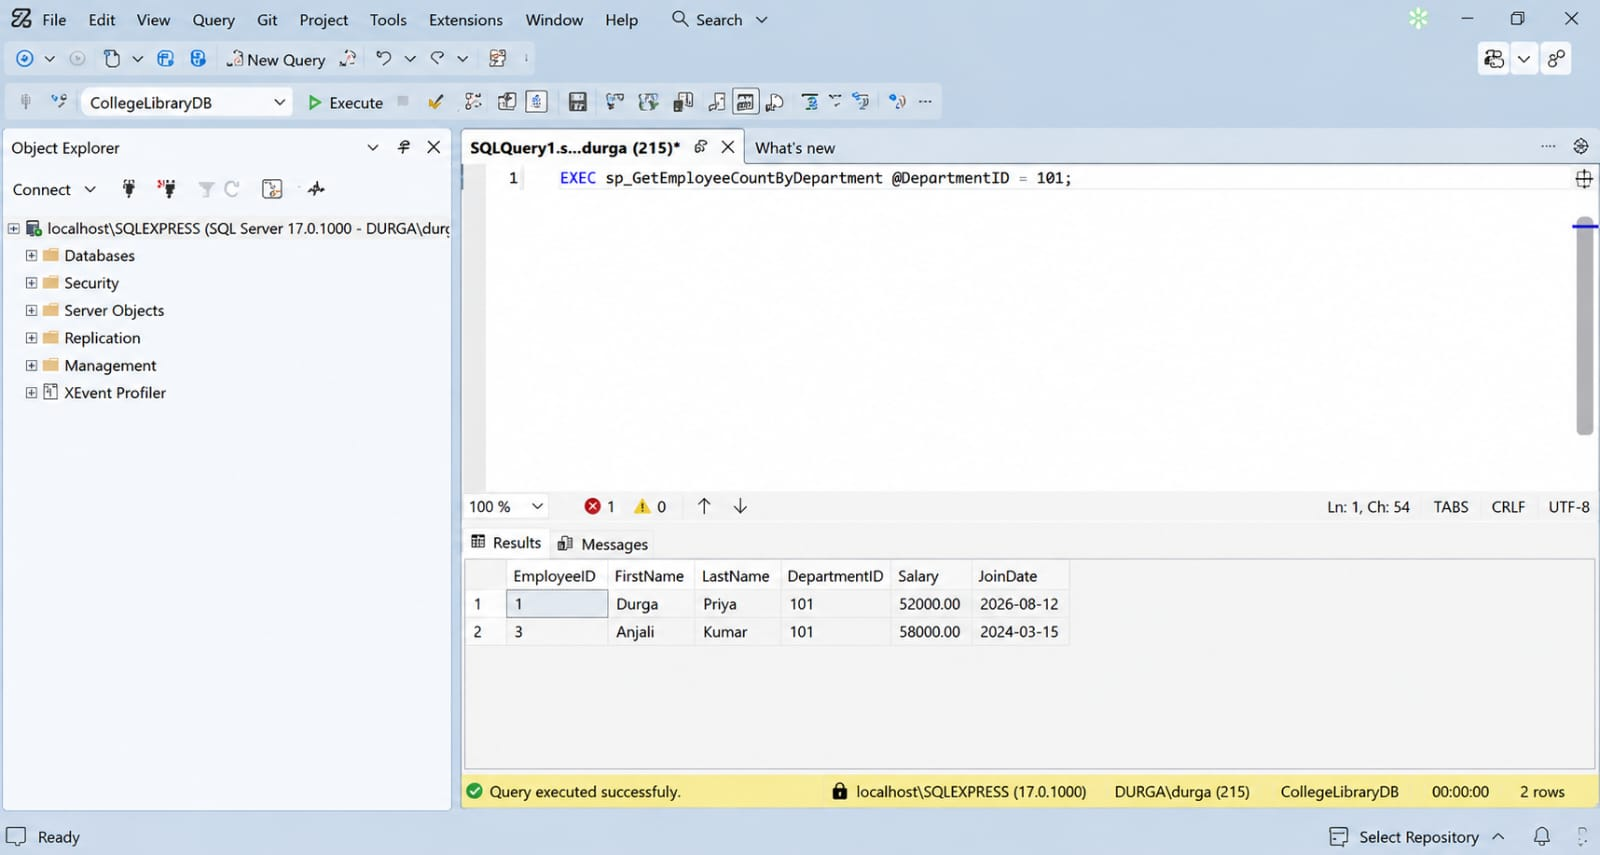 File Edit View Query Git Project Tools Extensions Window Help Search
New Query
CollegeLibraryDB Execute
Object Explorer
Connect
localhost\SQLEXPRESS (SQL Server 17.0.1000 - DURGA\durg
Databases
Security
Server Objects
Replication
Management
XEvent Profiler
SQLQuery1.s...durga (215)* What's new
1 EXEC sp_GetEmployeeCountByDepartment @DepartmentID = 101;
100 % 1 0 Ln: 1, Ch: 54 TABS CRLF UTF-8
Results Messages
EmployeeID FirstName LastName DepartmentID Salary JoinDate
1 1 Durga Priya 101 52000.00 2026-08-12
2 3 Anjali Kumar 101 58000.00 2024-03-15
Query executed successfuly. localhost\SQLEXPRESS (17.0.1000) DURGA\durga (215) CollegeLibraryDB 00:00:00 2 rows
Ready Select Repository